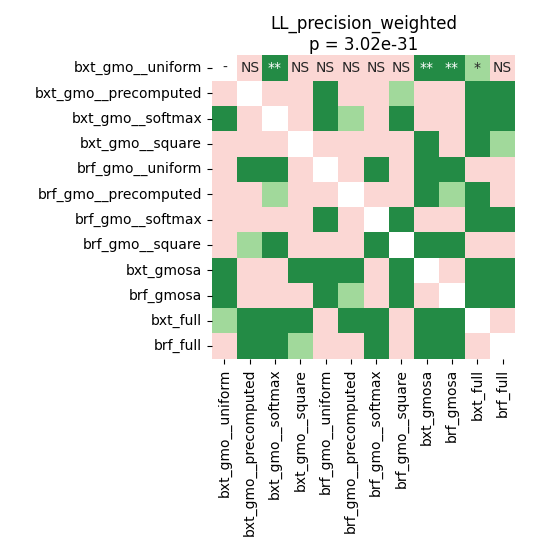 LL_precision_weighted
p = 3.02e-31
bxt_gmo__uniform - NS ** NS NS NS NS NS ** ** * NS
bxt_gmo__precomputed
bxt_gmo__softmax
bxt_gmo__square
brf_gmo__uniform
brf_gmo__precomputed
brf_gmo__softmax
brf_gmo__square
bxt_gmosa
brf_gmosa
bxt_full
brf_full
bxt_gmo__uniform
bxt_gmo__precomputed
bxt_gmo__softmax
bxt_gmo__square
brf_gmo__uniform
brf_gmo__precomputed
brf_gmo__softmax
brf_gmo__square
bxt_gmosa
brf_gmosa
bxt_full
brf_full